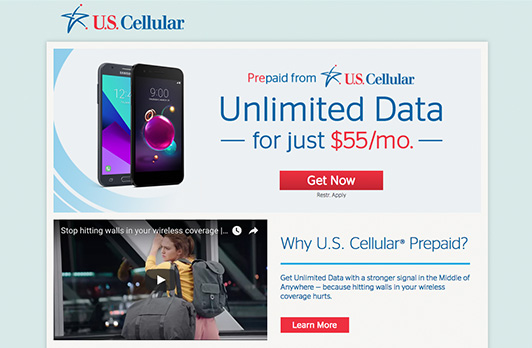 U.S. Cellular
Prepaid from U.S. Cellular
Unlimited Data
for just $55/mo.
Get Now
Restr. Apply
9:00
Stop hitting walls in your wireless coverage |...
Why U.S. Cellular® Prepaid?
Get Unlimited Data with a stronger signal in the Middle of
Anywhere – because hitting walls in your wireless
coverage hurts.
Learn More